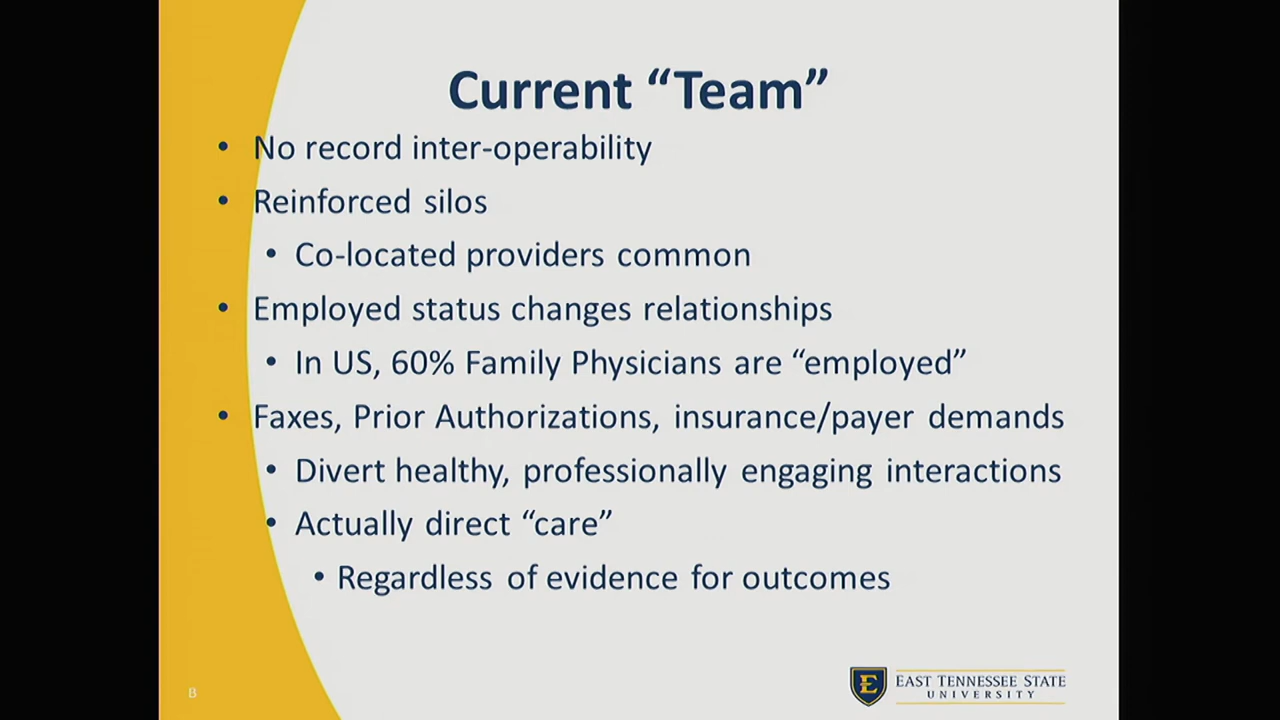 Current “Team”
• No record inter-operability
• Reinforced silos
• Co-located providers common
• Employed status changes relationships
• In US, 60% Family Physicians are “employed”
• Faxes, Prior Authorizations, insurance/payer demands
• Divert healthy, professionally engaging interactions
• Actually direct “care”
• Regardless of evidence for outcomes
B
E
EAST TENNESSEE STATE
UNIVERSITY